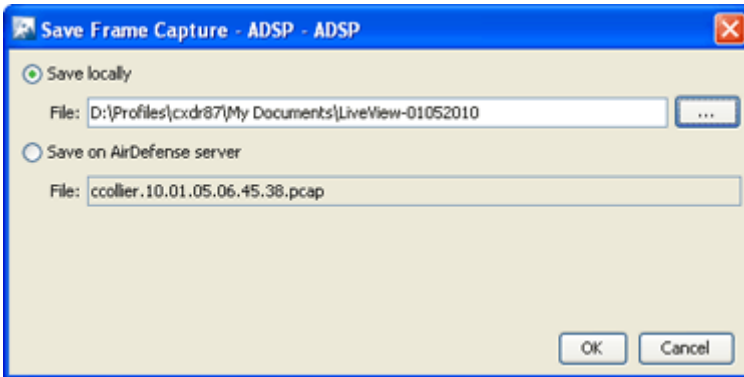 Save Frame Capture - ADSP - ADSP
Save locally
File: D:\Profiles\cxdr87\My Documents\LiveView-01052010 ...
Save on AirDefense server
File: ccollier.10.01.05.06.45.38.pcap
OK Cancel